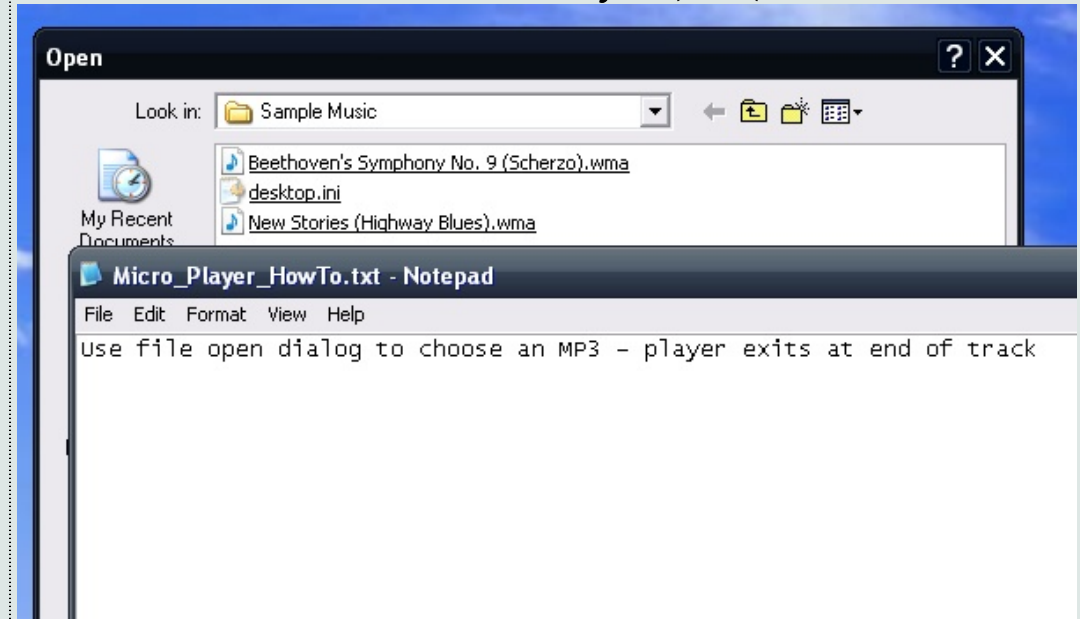 Open
Look in: Sample Music
Beethoven's Symphony No. 9 (Scherzo).wma
desktop.ini
New Stories (Highway Blues).wma
My Recent
Documents
Micro_Player_HowTo.txt - Notepad
File Edit Format View Help
Use file open dialog to choose an MP3 – player exits at end of track